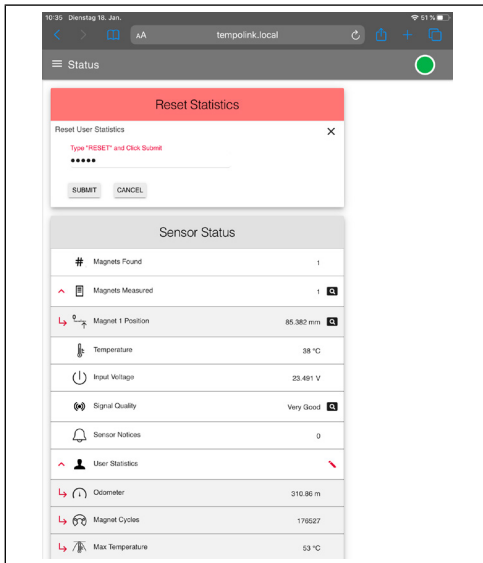 10:35 Dienstag 18. Jan. 51 %
AA tempolink.local
Status
Reset Statistics
Reset User Statistics
Type "RESET" and Click Submit
SUBMIT CANCEL
Sensor Status
# Magnets Found 1
Magnets Measured 1
0 Magnet 1 Position 85.382 mm
Temperature 38 °C
Input Voltage 23.491 V
Signal Quality Very Good
Sensor Notices 0
User Statistics
Odometer 310.86 m
Magnet Cycles 176527
Max Temperature 53 °C